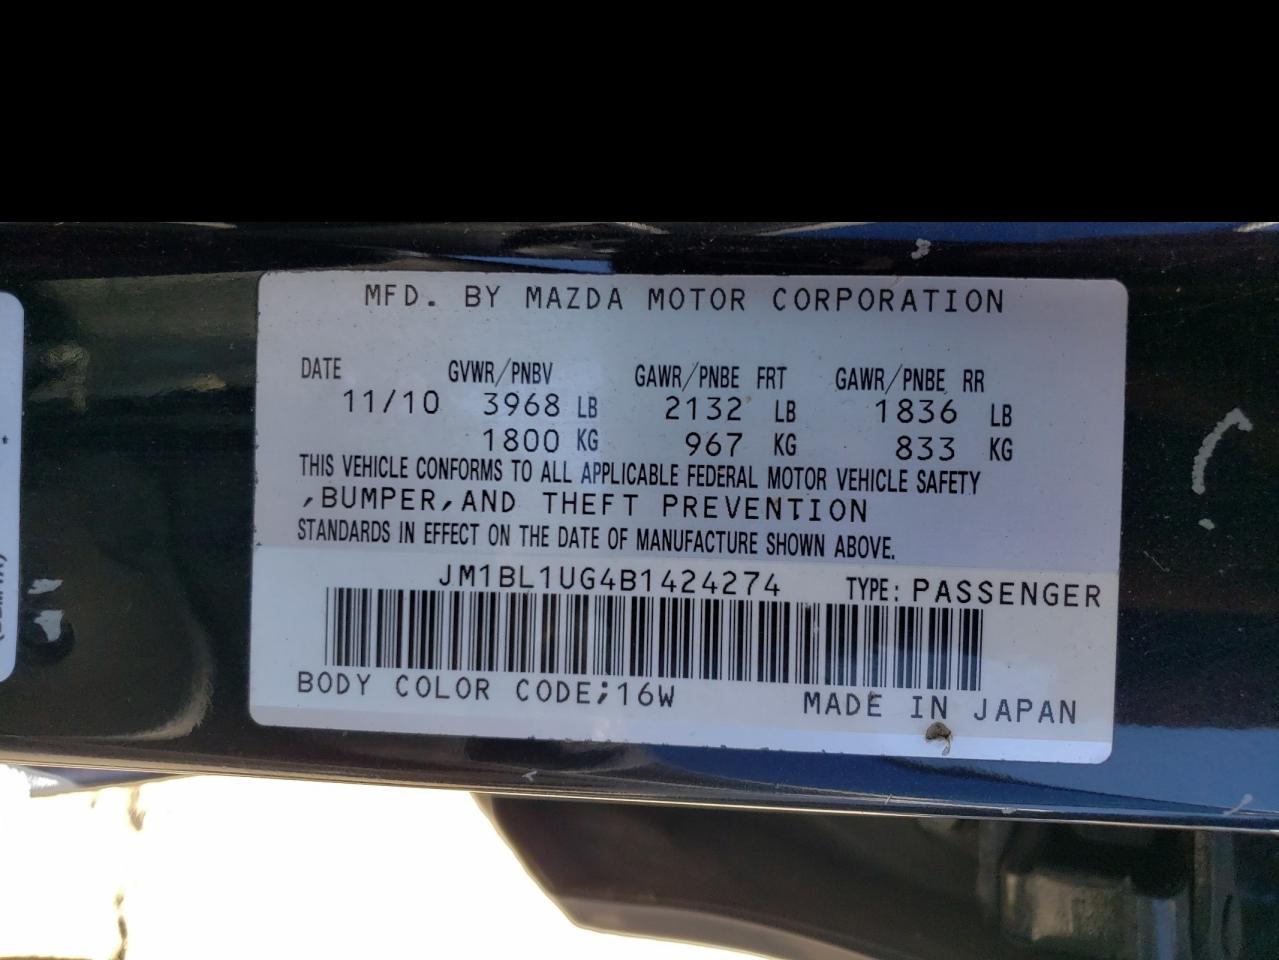 MFD. BY MAZDA MOTOR CORPORATION
DATE GVWR/PNBV GAWR/PNBE FRT GAWR/PNBE RR
11/10 3968 LB 2132 LB 1836 LB
1800 KG 967 KG 833 KG
THIS VEHICLE CONFORMS TO ALL APPLICABLE FEDERAL MOTOR VEHICLE SAFETY
,BUMPER,AND THEFT PREVENTION
STANDARDS IN EFFECT ON THE DATE OF MANUFACTURE SHOWN ABOVE.
JM1BL1UG4B1424274 TYPE: PASSENGER
BODY COLOR CODE;16W MADE IN JAPAN